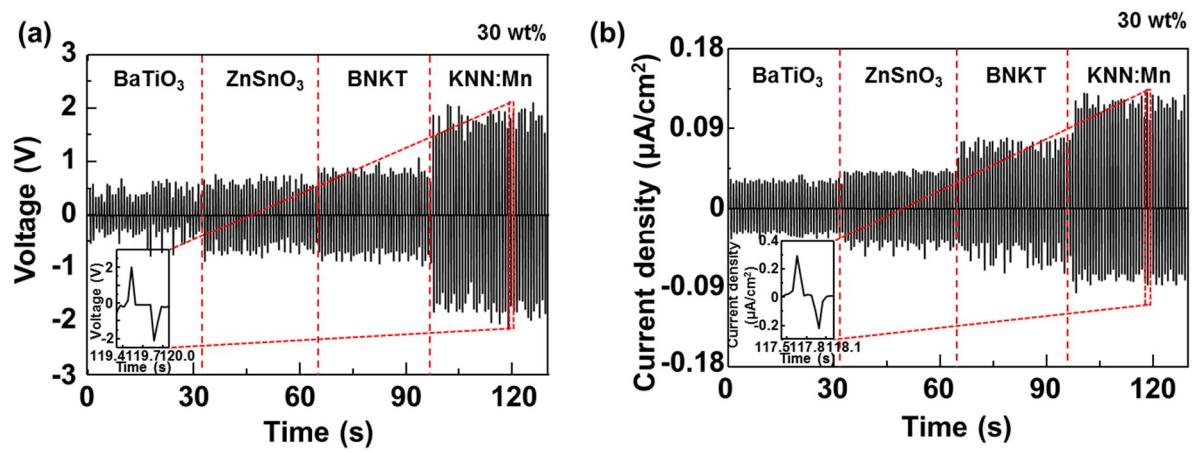 (a)
30 wt%
BaTiO3 ZnSnO3 BNKT KNN:Mn
3
2
1
0
-1
-2
-3
Voltage (V)
0 30 60 90 120
Time (s)
2
0
-2
Voltage (V)
119.4119.7120.0
Time (s)
(b)
30 wt%
BaTiO3 ZnSnO3 BNKT KNN:Mn
0.18
0.09
0
-0.09
-0.18
Current density (μA/cm2)
0 30 60 90 120
Time (s)
0.4
0.2
0
-0.2
Current density
(μA/cm2)
117.5117.8118.1
Time (s)